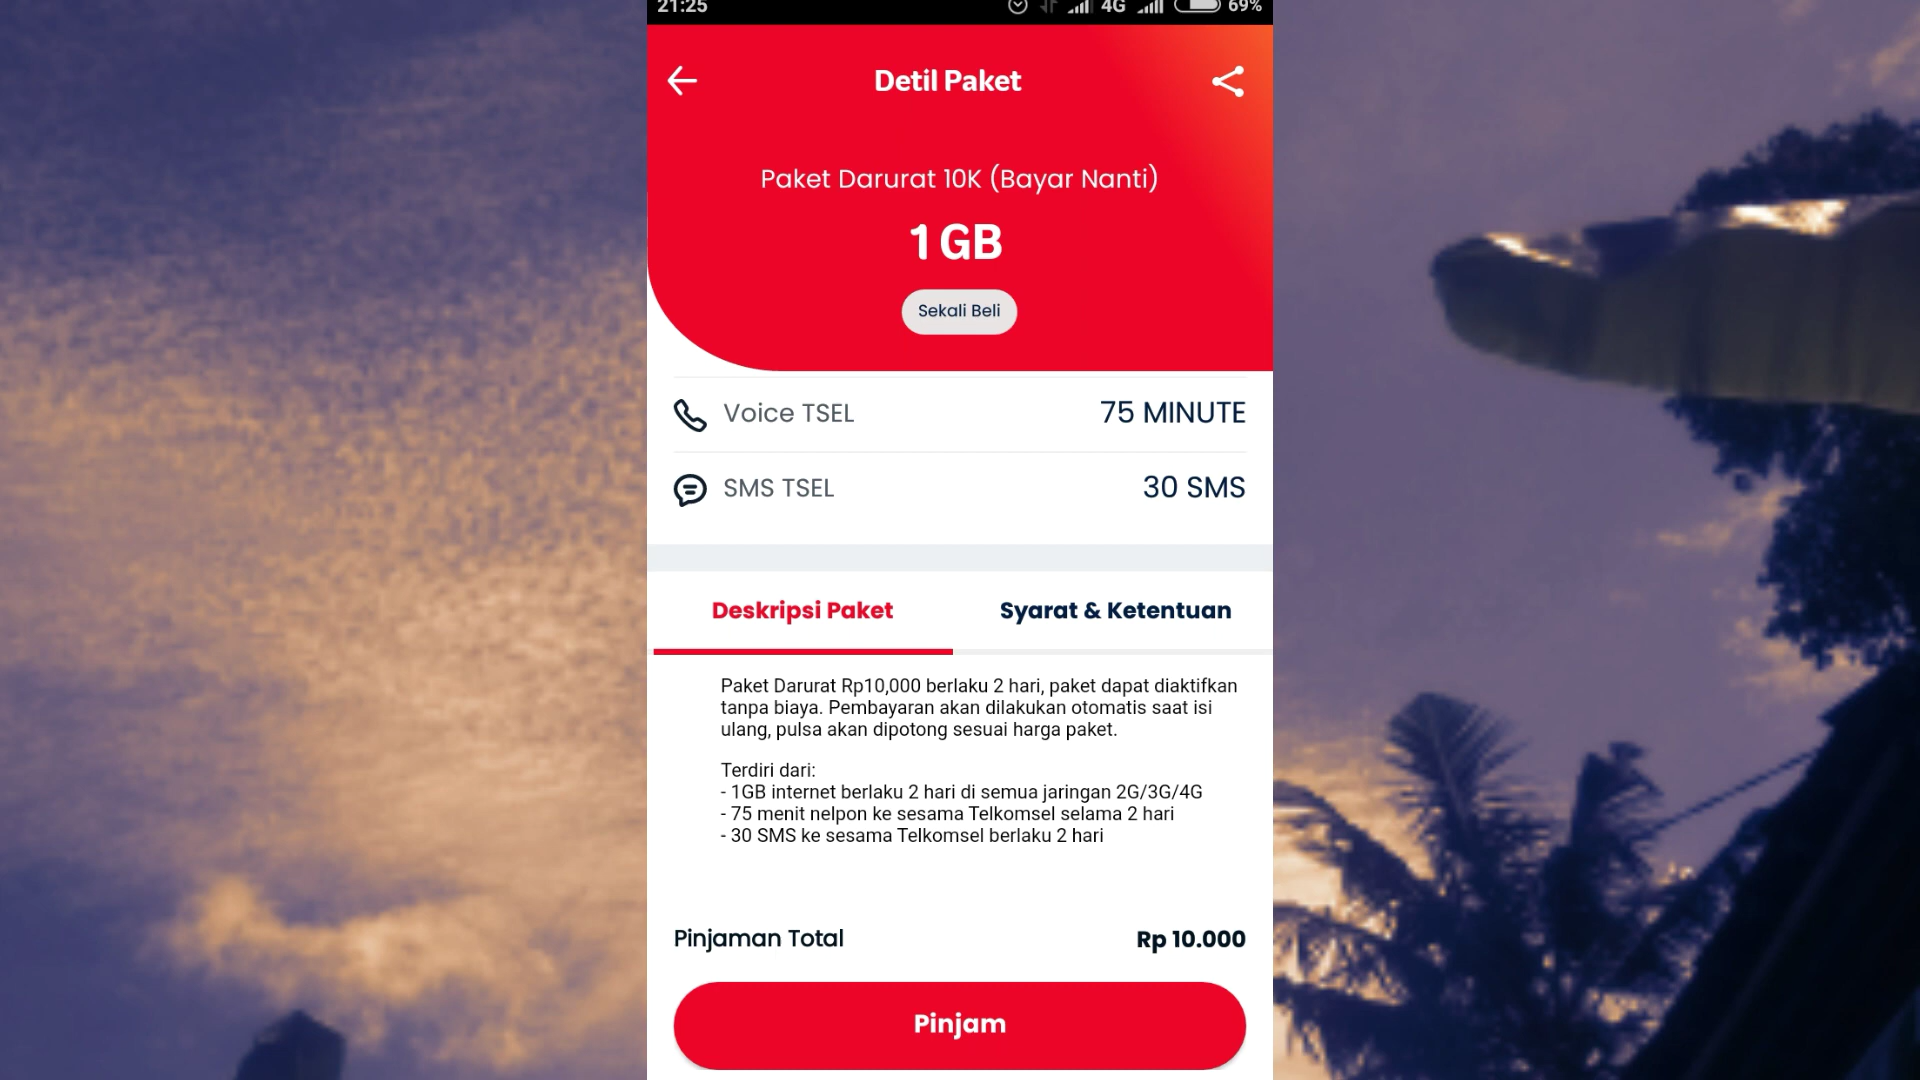 21:25 4G 69%
Detil Paket
Paket Darurat 10K (Bayar Nanti)
1 GB
Sekali Beli
Voice TSEL 75 MINUTE
SMS TSEL 30 SMS
Deskripsi Paket Syarat & Ketentuan
Paket Darurat Rp10,000 berlaku 2 hari, paket dapat diaktifkan
tanpa biaya. Pembayaran akan dilakukan otomatis saat isi
ulang, pulsa akan dipotong sesuai harga paket.
Terdiri dari:
- 1GB internet berlaku 2 hari di semua jaringan 2G/3G/4G
- 75 menit nelpon ke sesama Telkomsel selama 2 hari
- 30 SMS ke sesama Telkomsel berlaku 2 hari
Pinjaman Total Rp 10.000
Pinjam